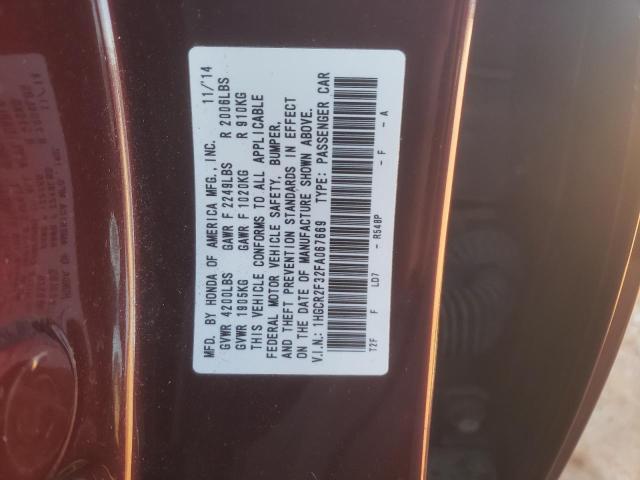 MFD. BY HONDA OF AMERICA MFG., INC. 11/'14
GVWR 4200LBS GAWR F 2249LBS R 2006LBS
GVWR 1905KG GAWR F 1020KG R 910KG
THIS VEHICLE CONFORMS TO ALL APPLICABLE
FEDERAL MOTOR VEHICLE SAFETY, BUMPER,
AND THEFT PREVENTION STANDARDS IN EFFECT
ON THE DATE OF MANUFACTURE SHOWN ABOVE.
V.I.N.: 1HGCR2F32FA067669 TYPE: PASSENGER CAR
T2F F LD7 - R548P - F - A